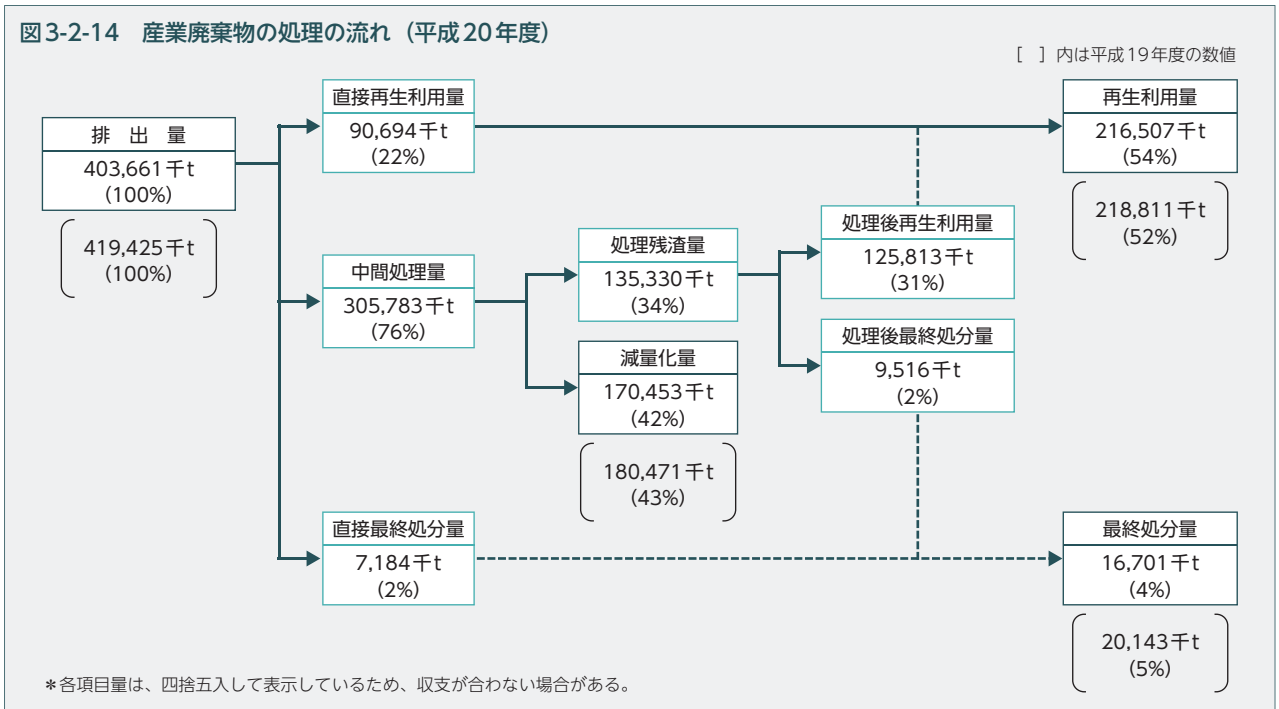 図3-2-14 産業廃棄物の処理の流れ（平成20年度）
[ ］内は平成19年度の数値
排 出 量
403,661千t
(100%)
419,425千t
(100%)
直接再生利用量
90,694千t
(22%)
中間処理量
305,783千t
(76%)
直接最終処分量
7,184千t
(2%)
処理残渣量
135,330千t
(34%)
減量化量
170,453千t
(42%)
180,471千t
(43%)
処理後再生利用量
125,813千t
(31%)
処理後最終処分量
9,516千t
(2%)
再生利用量
216,507千t
(54%)
218,811千t
(52%)
最終処分量
16,701千t
(4%)
20,143千t
(5%)
＊各項目量は、四捨五入して表示しているため、収支が合わない場合がある。